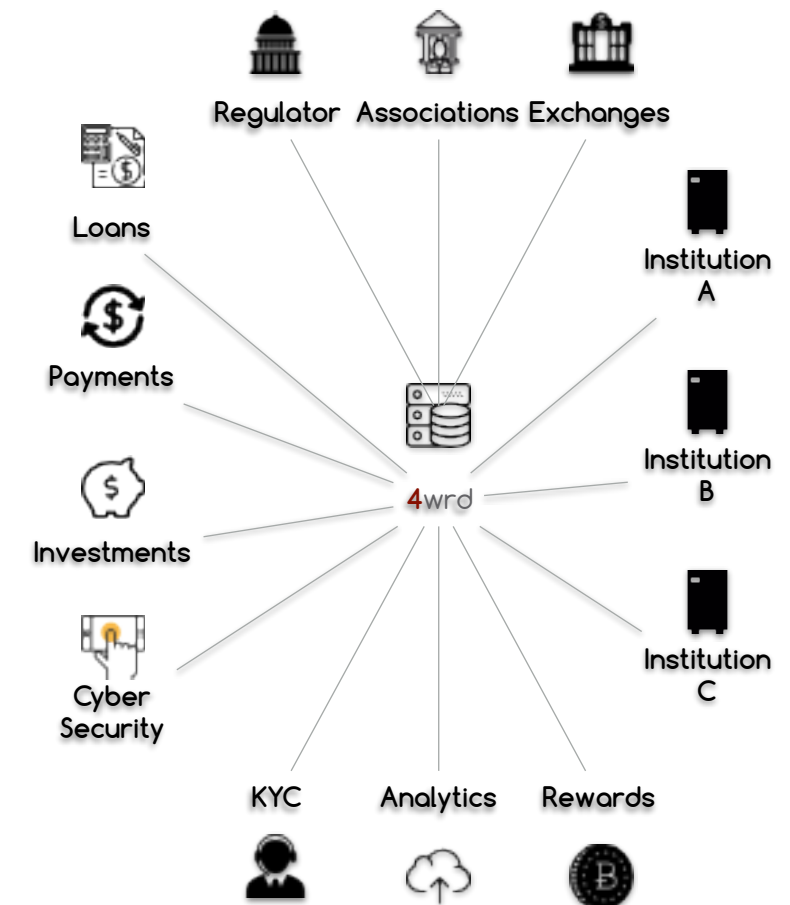 Regulator Associations Exchanges
Loans
Institution
A
Payments
Institution
B
4wrd
Investments
Institution
C
Cyber
Security
KYC Analytics Rewards